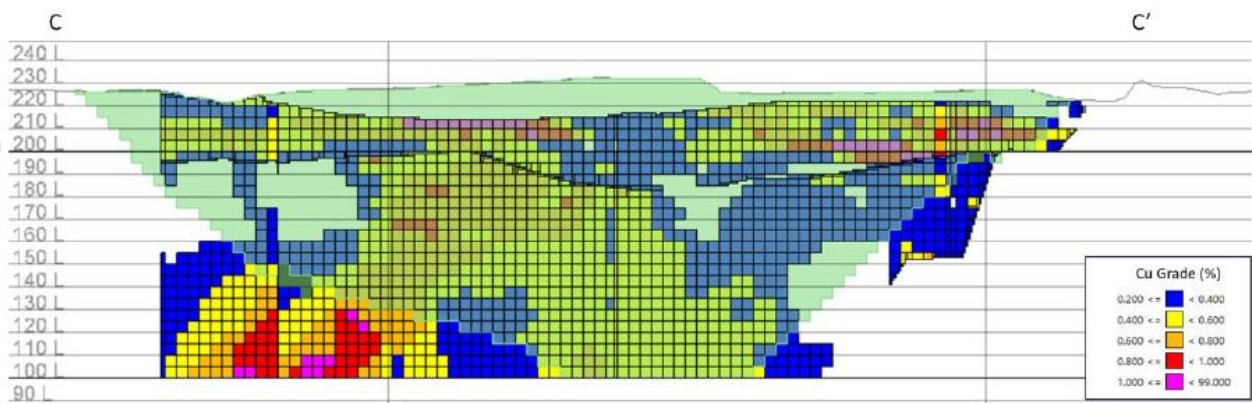 C C′
240 L
230 L
220 L
210 L
200 L
190 L
180 L
170 L
160 L
150 L
140 L
130 L
120 L
110 L
100 L
90 L
Cu Grade (%)
0.200 <= < 0.400
0.400 <= < 0.600
0.600 <= < 0.800
0.800 <= < 1.000
1.000 <= < 99.000